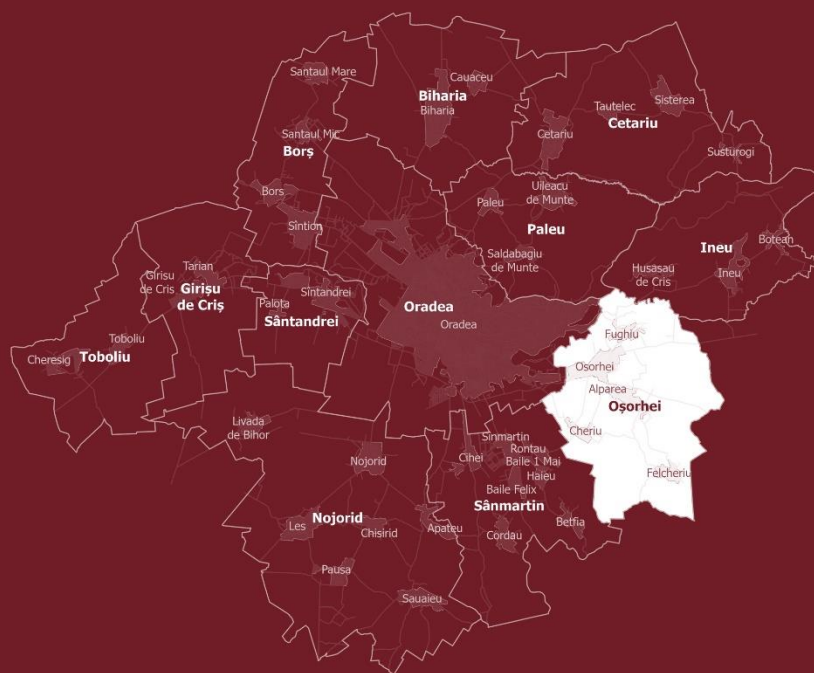 Santaul Mare
Cauaceu
Biharia
Biharia
Sisterea
Tautelec
Cetariu
Cetariu
Santaul Mic
Borș
Susturogi
Bors
Uileacu
de Munte
Paleu
Sintion
Paleu
Botean
Ineu
Saldabagiu
de Munte
Tarian
Girisu
de Cris
Husasau
de Cris
Ineu
Girișu
de Criș
Sintandrei
Palota
Sântandrei
Oradea
Oradea
Fughiu
Toboliu
Cheresig
Toboliu
Osorhei
Alparea
Oșorhei
Livada
de Bihor
Cheriu
Sinmartin
Rontau
Cihei
Baile 1 Mai
Nojorid
Haieu
Felcheriu
Baile Felix
Sânmartin
Nojorid
Les
Chisirid
Apateu
Betfia
Cordau
Pausa
Sauaieu